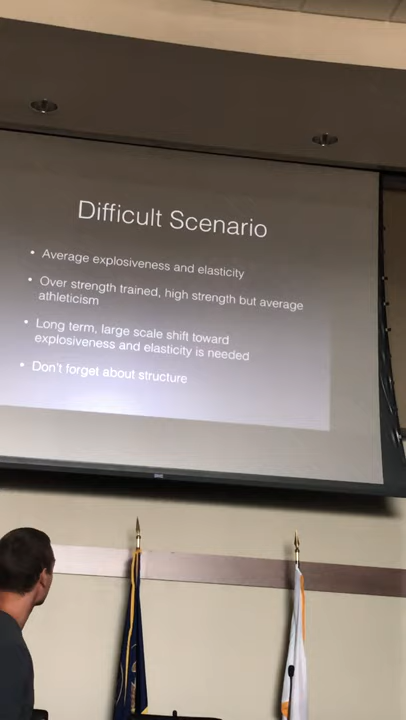 Difficult Scenario
• Average explosiveness and elasticity
• Over strength trained, high strength but average
athleticism
• Long term, large scale shift toward
explosiveness and elasticity is needed
• Don't forget about structure